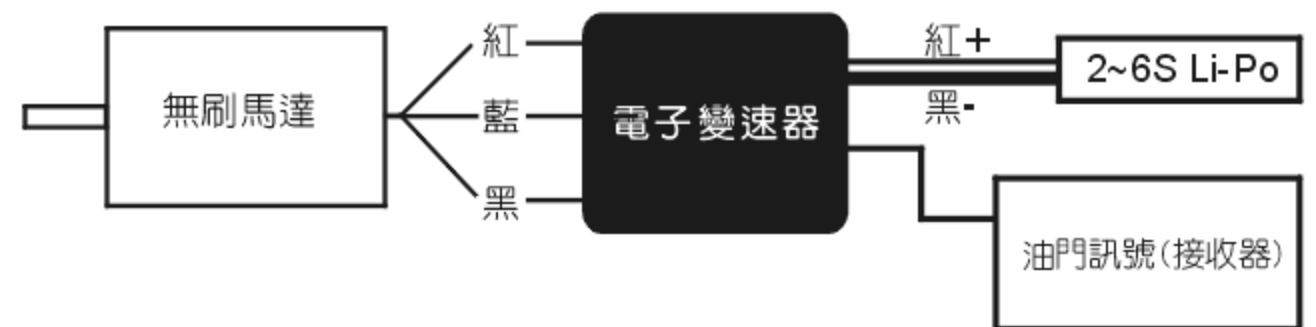 無刷馬達
紅
藍
黑
電子變速器
紅+
黑-
2~6S Li-Po
油門訊號(接收器)